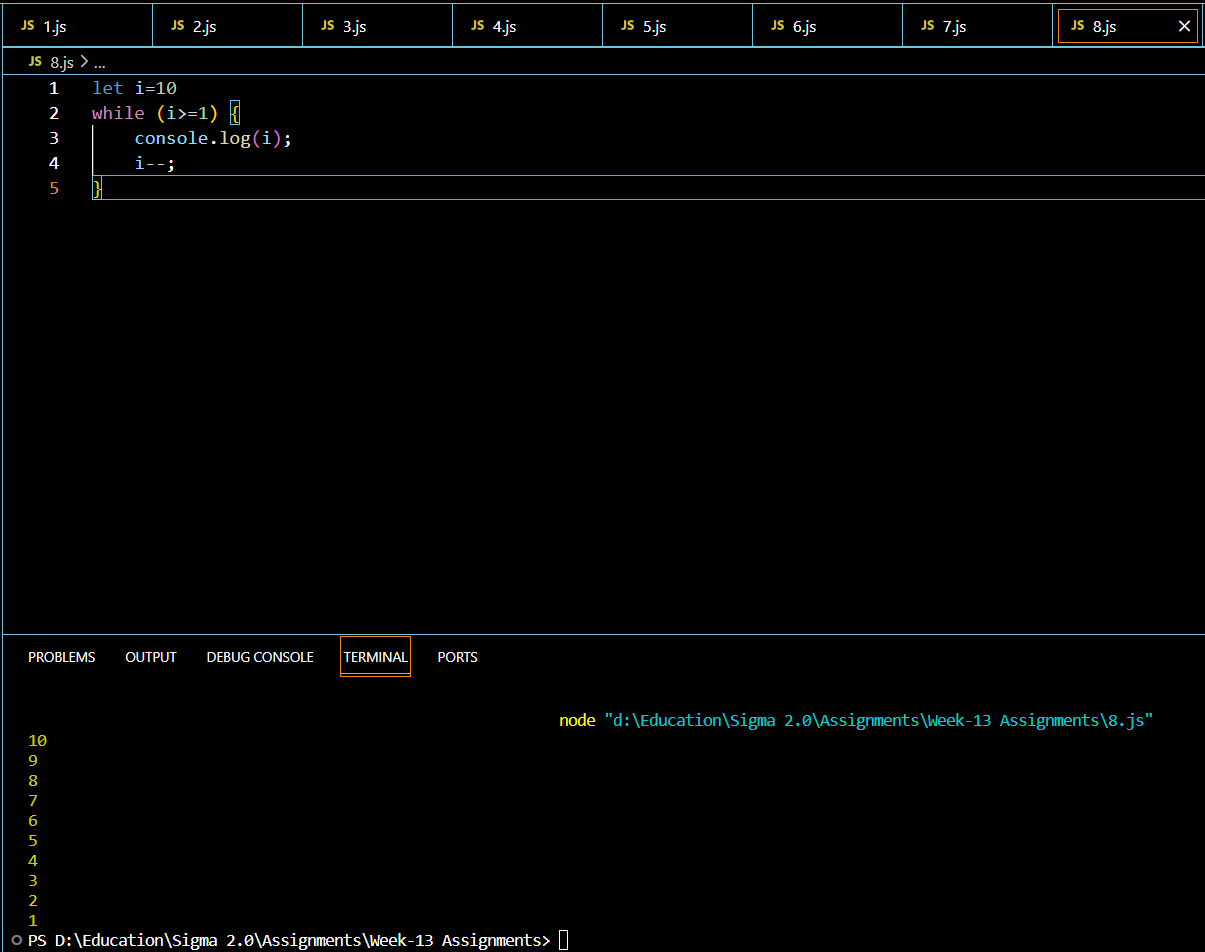 JS 1.js JS 2.js JS 3.js JS 4.js JS 5.js JS 6.js JS 7.js JS 8.js ✕
JS 8.js > ...
1 let i=10
2 while (i>=1) {
3     console.log(i);
4     i--;
5 }
PROBLEMS OUTPUT DEBUG CONSOLE TERMINAL PORTS
node "d:\Education\Sigma 2.0\Assignments\Week-13 Assignments\8.js"
10
9
8
7
6
5
4
3
2
1
PS D:\Education\Sigma 2.0\Assignments\Week-13 Assignments>